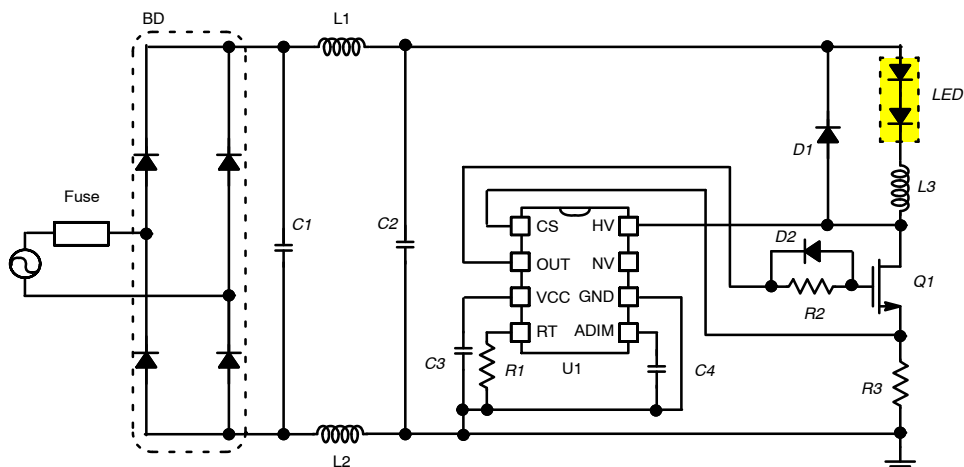 BD
L1
LED
D1
L3
Fuse
C1
C2
CS
HV
D2
OUT
NV
Q1
VCC
GND
R2
RT
ADIM
C3
R1
U1
C4
R3
L2